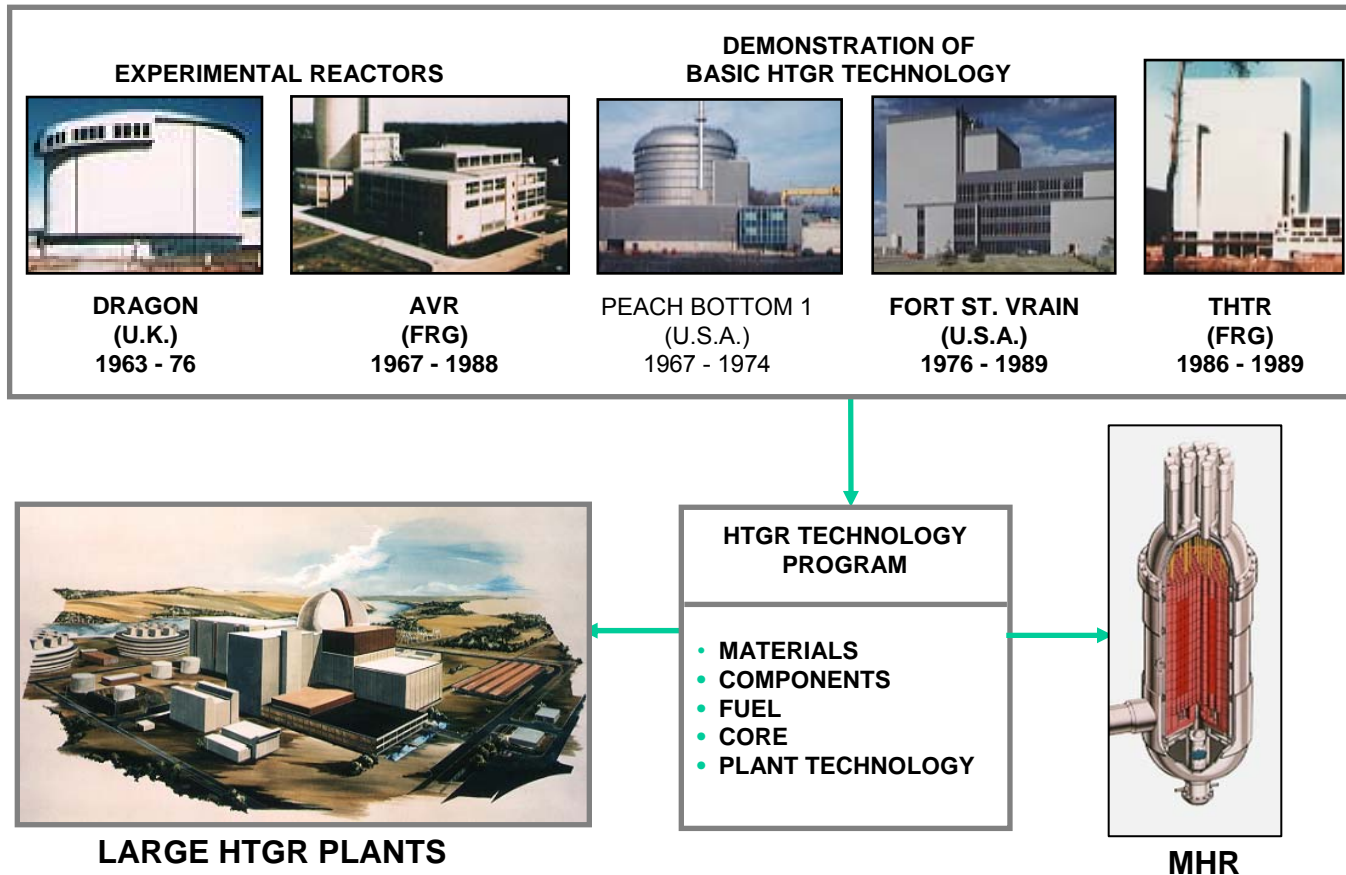 EXPERIMENTAL REACTORS
DEMONSTRATION OF
BASIC HTGR TECHNOLOGY
DRAGON
(U.K.)
1963 - 76
AVR
(FRG)
1967 - 1988
PEACH BOTTOM 1
(U.S.A.)
1967 - 1974
FORT ST. VRAIN
(U.S.A.)
1976 - 1989
THTR
(FRG)
1986 - 1989
HTGR TECHNOLOGY
PROGRAM
• MATERIALS
• COMPONENTS
• FUEL
• CORE
• PLANT TECHNOLOGY
LARGE HTGR PLANTS
MHR